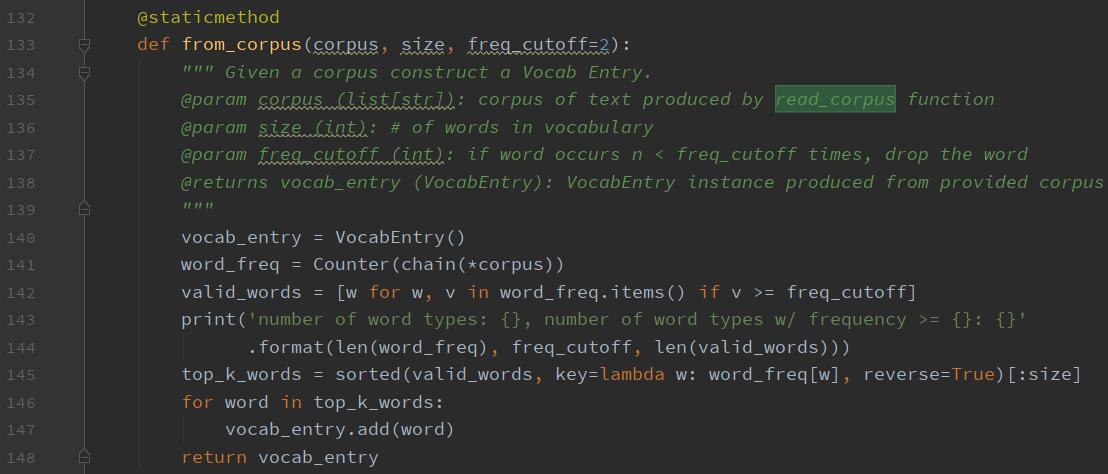 132 @staticmethod
133 def from_corpus(corpus, size, freq_cutoff=2):
134 """ Given a corpus construct a Vocab Entry.
135 @param corpus (list[str]): corpus of text produced by read_corpus function
136 @param size (int): # of words in vocabulary
137 @param freq_cutoff (int): if word occurs n < freq_cutoff times, drop the word
138 @returns vocab_entry (VocabEntry): VocabEntry instance produced from provided corpus
139 """
140 vocab_entry = VocabEntry()
141 word_freq = Counter(chain(*corpus))
142 valid_words = [w for w, v in word_freq.items() if v >= freq_cutoff]
143 print('number of word types: {}, number of word types w/ frequency >= {}: {}'
144 .format(len(word_freq), freq_cutoff, len(valid_words)))
145 top_k_words = sorted(valid_words, key=lambda w: word_freq[w], reverse=True)[:size]
146 for word in top_k_words:
147 vocab_entry.add(word)
148 return vocab_entry